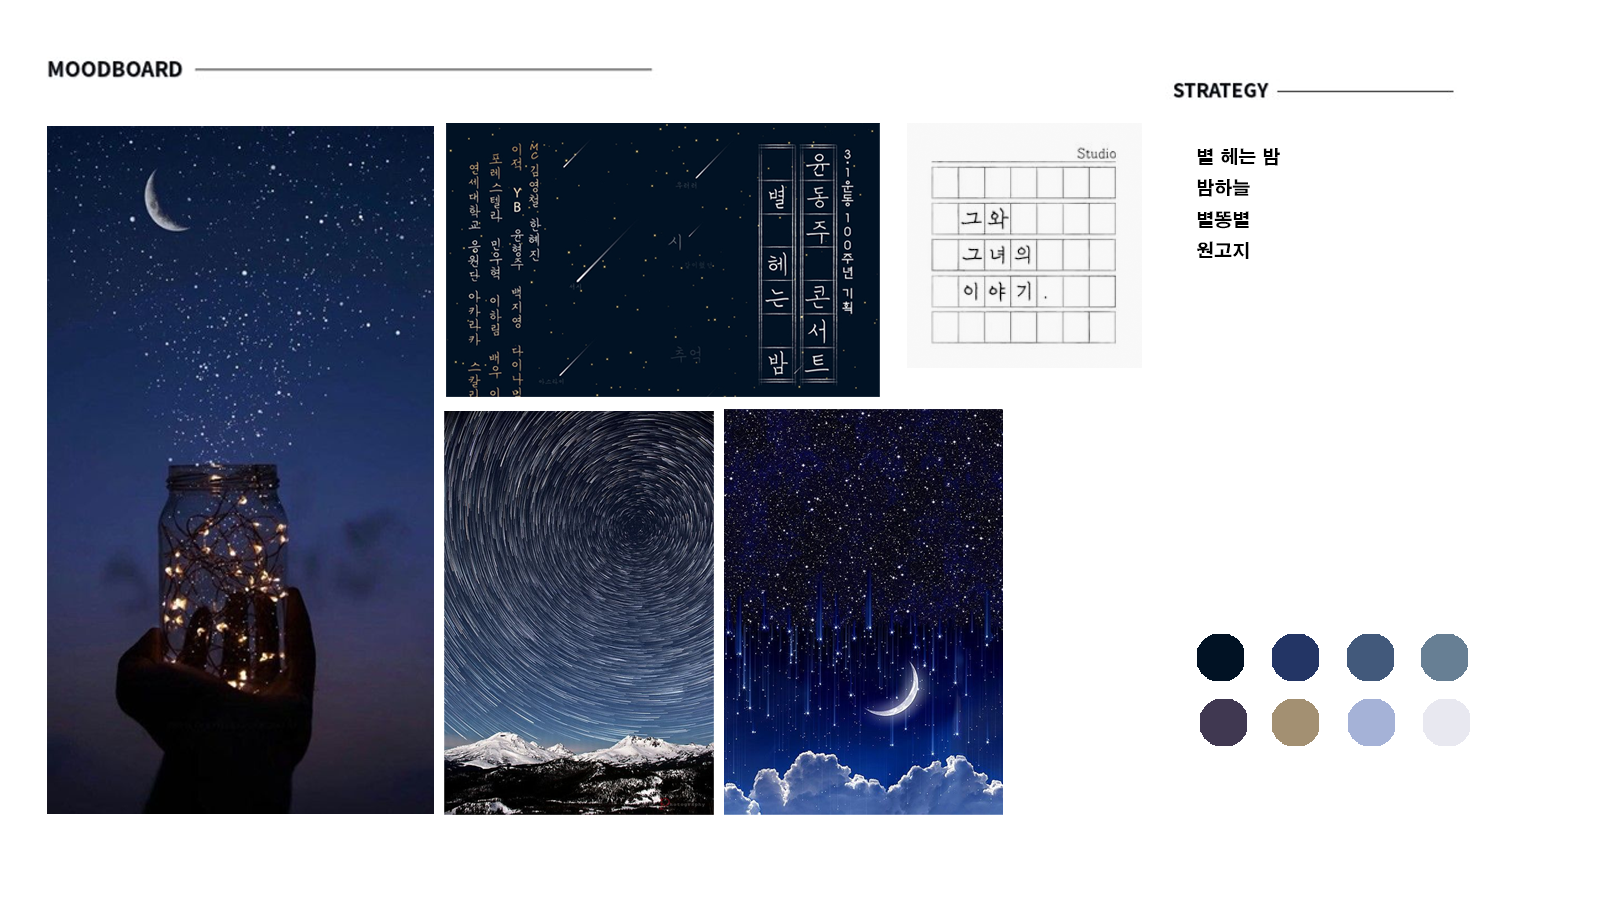 MOODBOARD
STRATEGY
3·1운동 100주년 기획
윤동주 콘서트
별 헤는 밤
MC 김영철 한혜진
이적 YB 윤형주 백지영 다이나믹
포레스텔라 민우혁 이하림 배우
연세대학교 응원단 아카라카 스칼라
시
추억
Studio
그와
그녀의
이야기.
별 헤는 밤
밤하늘
별똥별
원고지